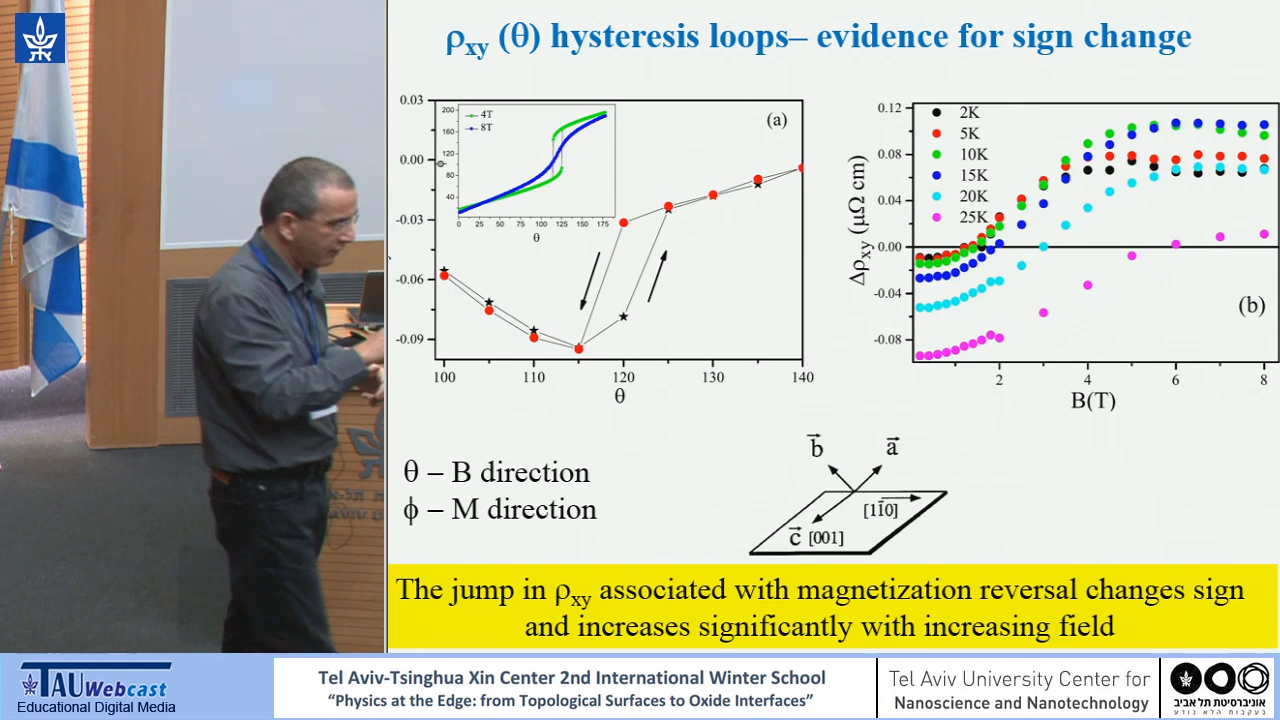 ρxy (θ) hysteresis loops– evidence for sign change
0.03
0.00
-0.03
-0.06
-0.09
100
110
120
130
140
θ
(a)
200
160
120
80
40
ϕ
4T
8T
0
25
50
75
100
125
150
175
θ
0.12
0.08
0.04
0.00
-0.04
-0.08
Δρxy (μΩ cm)
2K
5K
10K
15K
20K
25K
(b)
2
4
6
8
B(T)
θ – B direction
ϕ – M direction
b⃗
a⃗
[11̄0]
c⃗ [001]
The jump in ρxy associated with magnetization reversal changes sign
and increases significantly with increasing field
TAU Webcast
Educational Digital Media
Tel Aviv-Tsinghua Xin Center 2nd International Winter School
“Physics at the Edge: from Topological Surfaces to Oxide Interfaces”
Tel Aviv University Center for
Nanoscience and Nanotechnology
אוניברסיטת תל אביב
בעקבות הלא נודע